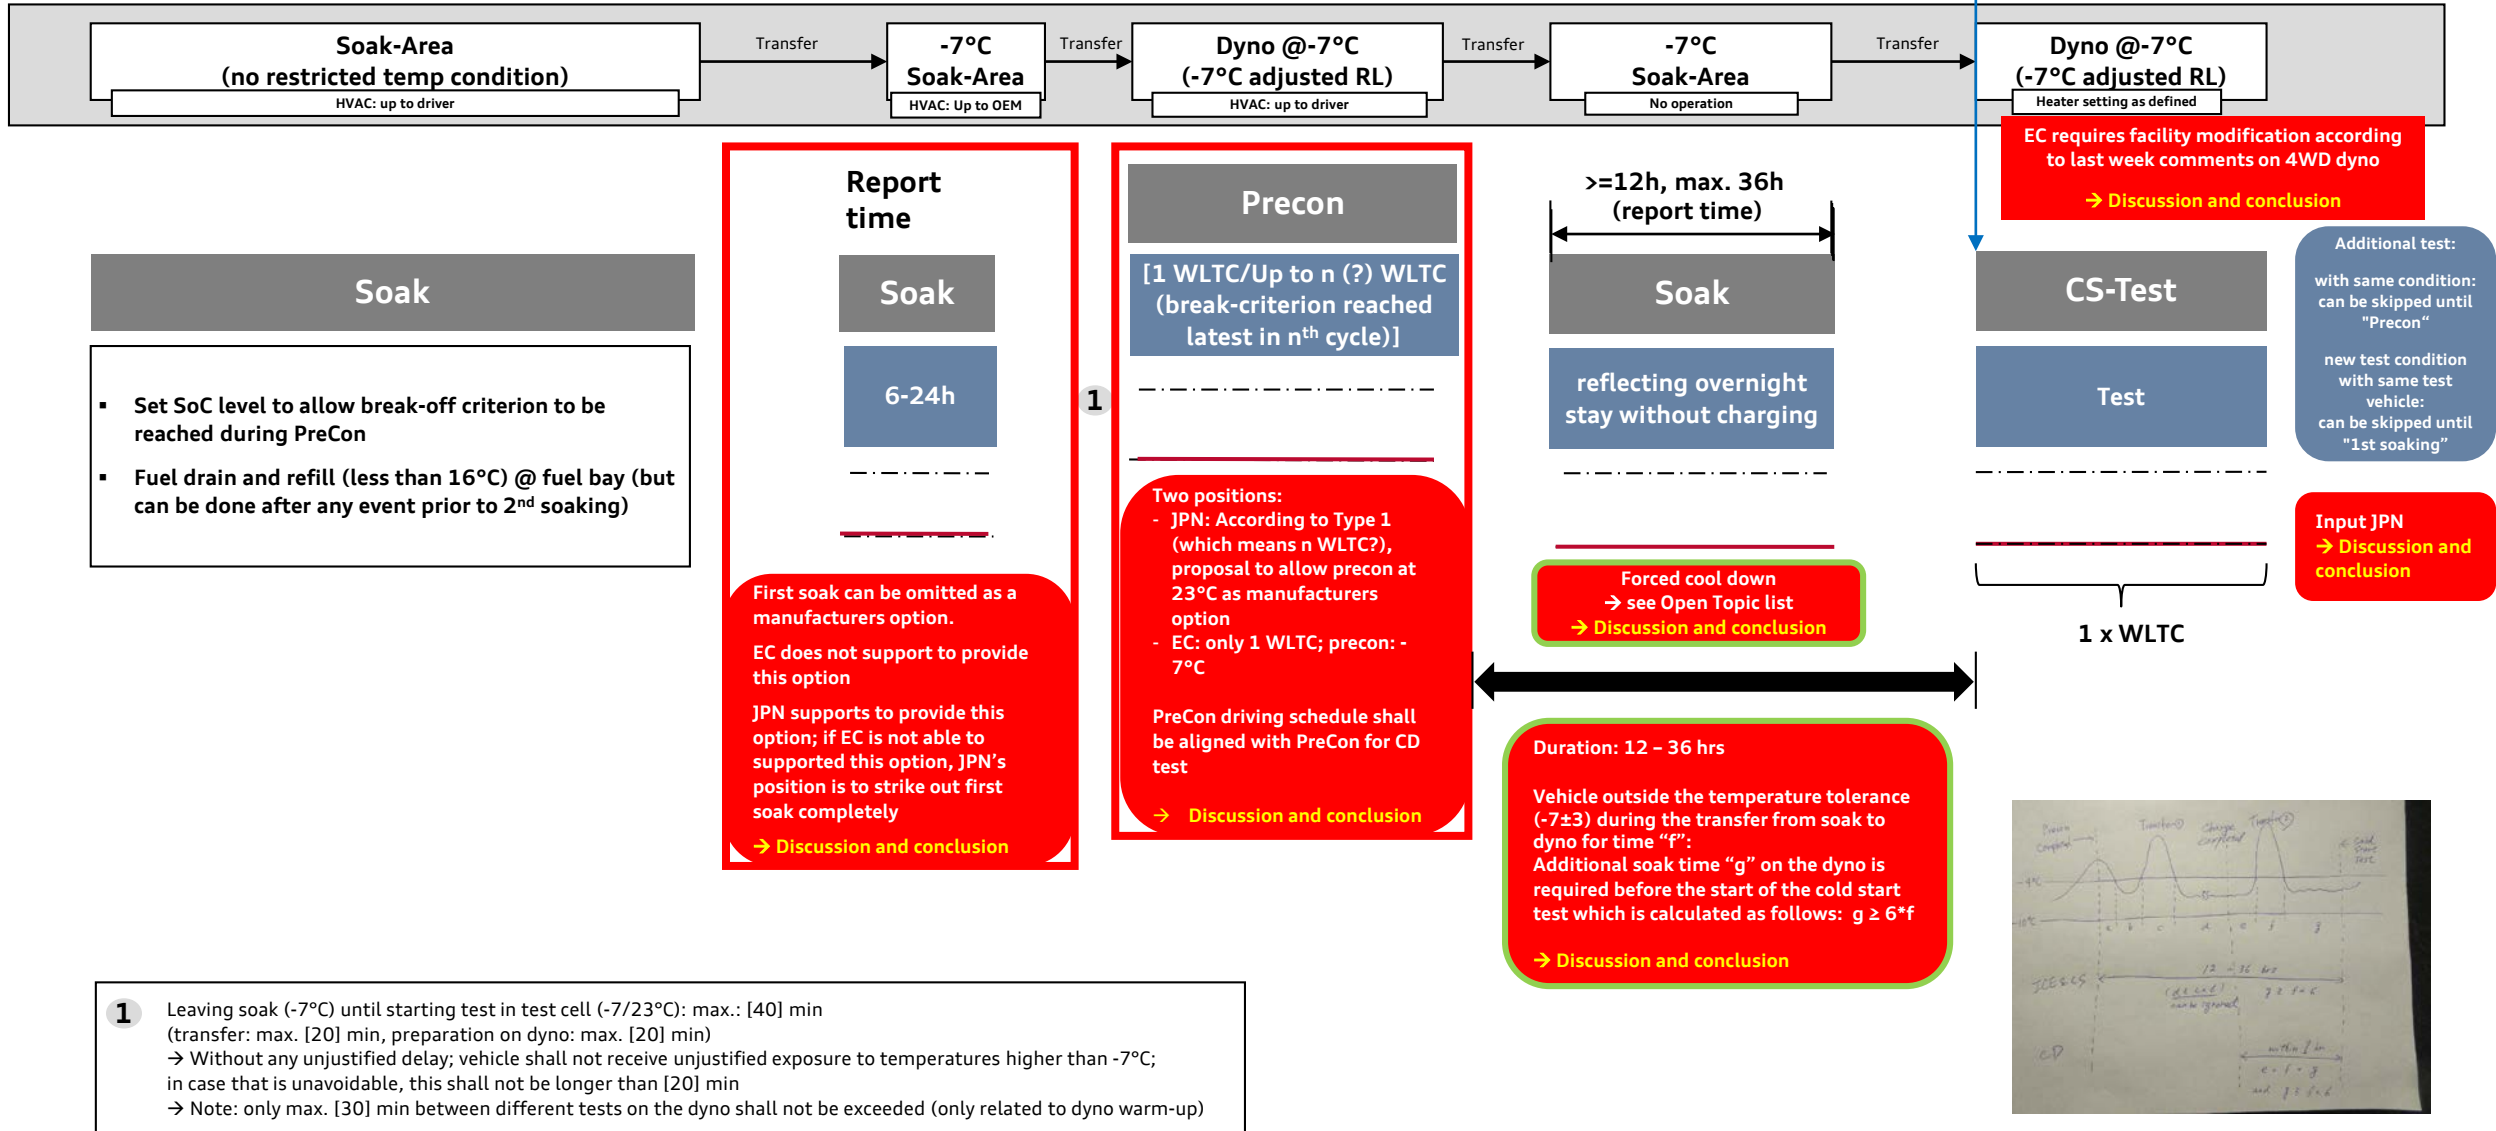 Soak-Area
(no restricted temp condition)
HVAC: up to driver
Transfer
-7°C
Soak-Area
HVAC: Up to OEM
Transfer
Dyno @-7°C
(-7°C adjusted RL)
HVAC: up to driver
Transfer
-7°C
Soak-Area
No operation
Transfer
Dyno @-7°C
(-7°C adjusted RL)
Heater setting as defined
EC requires facility modification according
to last week comments on 4WD dyno
→ Discussion and conclusion
Soak
▪ Set SoC level to allow break-off criterion to be
reached during PreCon
▪ Fuel drain and refill (less than 16°C) @ fuel bay (but
can be done after any event prior to 2nd soaking)
Report
time
Soak
6-24h
First soak can be omitted as a
manufacturers option.
EC does not support to provide
this option
JPN supports to provide this
option; if EC is not able to
supported this option, JPN's
position is to strike out first
soak completely
→ Discussion and conclusion
1
Precon
[1 WLTC/Up to n (?) WLTC
(break-criterion reached
latest in nth cycle)]
Two positions:
- JPN: According to Type 1
(which means n WLTC?),
proposal to allow precon at
23°C as manufacturers
option
- EC: only 1 WLTC; precon: -
7°C
PreCon driving schedule shall
be aligned with PreCon for CD
test
→ Discussion and conclusion
>=12h, max. 36h
(report time)
Soak
reflecting overnight
stay without charging
Forced cool down
→ see Open Topic list
→ Discussion and conclusion
Duration: 12 – 36 hrs
Vehicle outside the temperature tolerance
(-7±3) during the transfer from soak to
dyno for time “f”:
Additional soak time “g” on the dyno is
required before the start of the cold start
test which is calculated as follows: g ≥ 6*f
→ Discussion and conclusion
CS-Test
Test
1 x WLTC
Additional test:
with same condition:
can be skipped until
"Precon“
new test condition
with same test
vehicle:
can be skipped until
"1st soaking”
Input JPN
→ Discussion and
conclusion
12 - 36 hrs
CD
1 Leaving soak (-7°C) until starting test in test cell (-7/23°C): max.: [40] min
(transfer: max. [20] min, preparation on dyno: max. [20] min)
→ Without any unjustified delay; vehicle shall not receive unjustified exposure to temperatures higher than -7°C;
in case that is unavoidable, this shall not be longer than [20] min
→ Note: only max. [30] min between different tests on the dyno shall not be exceeded (only related to dyno warm-up)